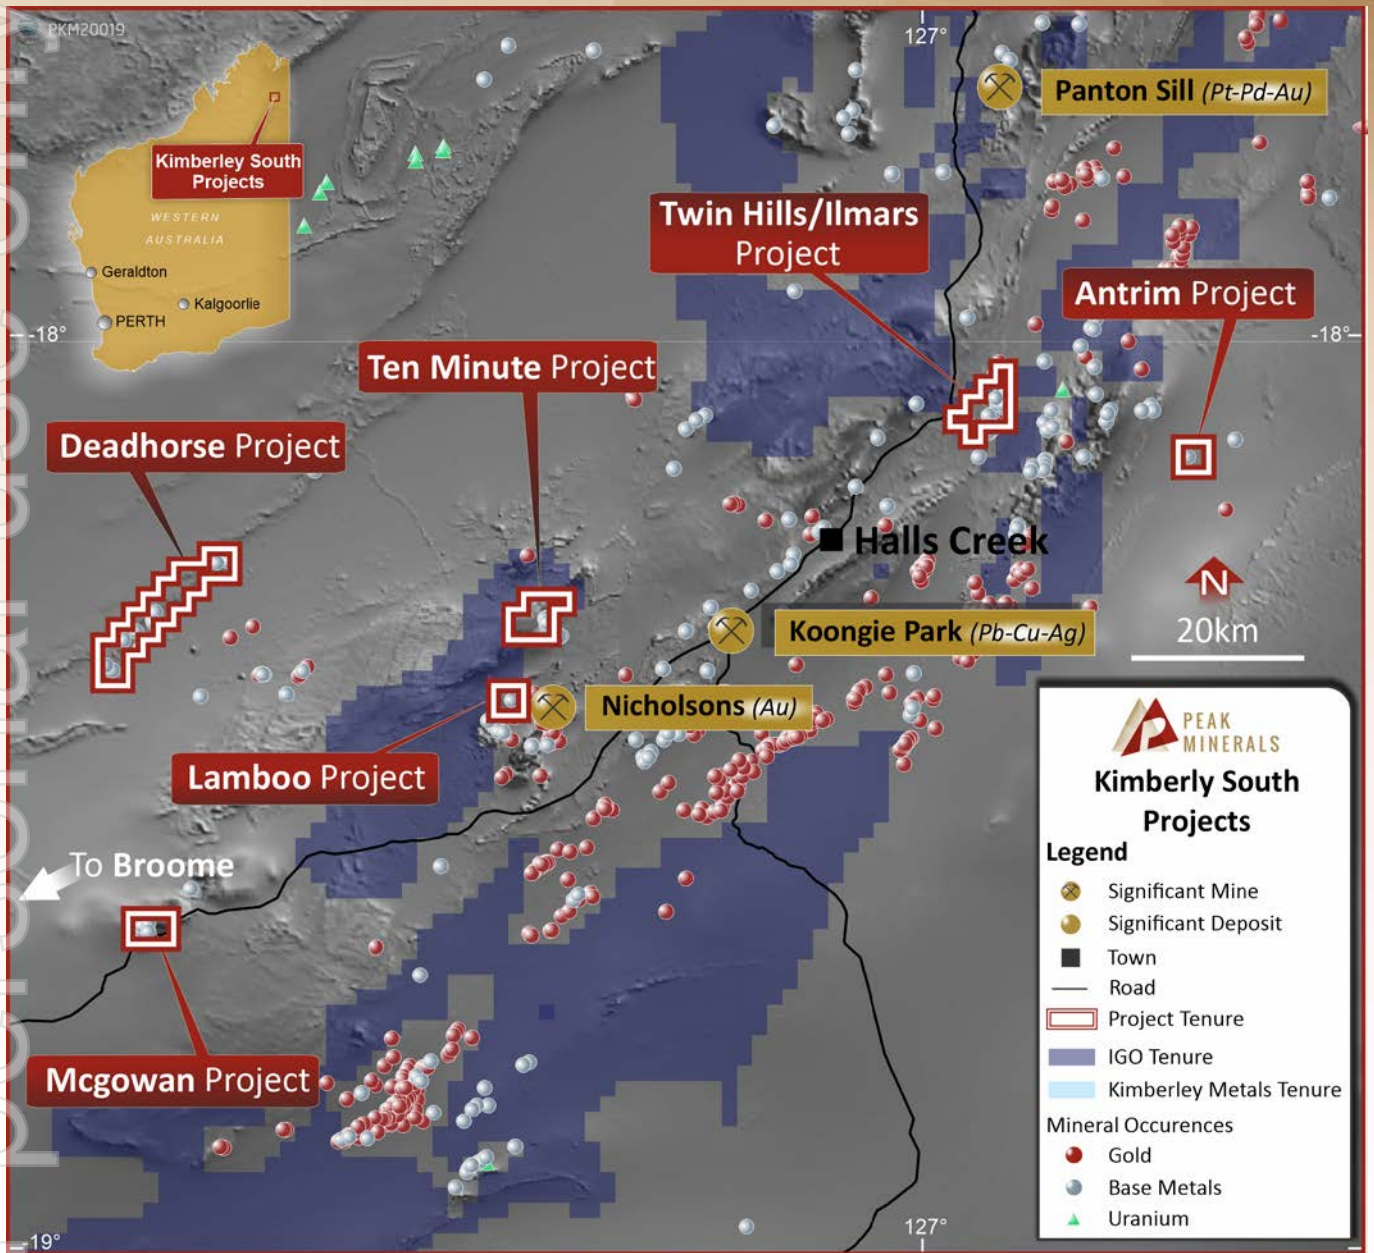 PKM20019
127°
Panton Sill (Pt-Pd-Au)
Kimberley South
Projects
WESTERN
AUSTRALIA
Geraldton
Kalgoorlie
PERTH
Twin Hills/Ilmars
Project
Antrim Project
-18°
-18°
Ten Minute Project
Deadhorse Project
Halls Creek
N
20km
Koongie Park (Pb-Cu-Ag)
Nicholsons (Au)
Lamboo Project
To Broome
Mcgowan Project
PEAK
MINERALS
Kimberly South
Projects
Legend
Significant Mine
Significant Deposit
Town
Road
Project Tenure
IGO Tenure
Kimberley Metals Tenure
Mineral Occurences
Gold
Base Metals
Uranium
-19°
127°